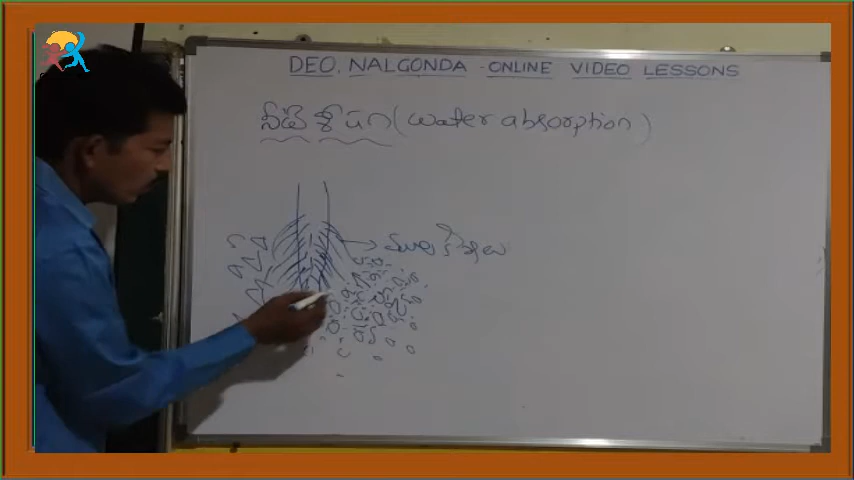 DEO. NALGONDA - ONLINE VIDEO LESSONS
నీటి శోషణ (water absorption)
మూలకేశాలు